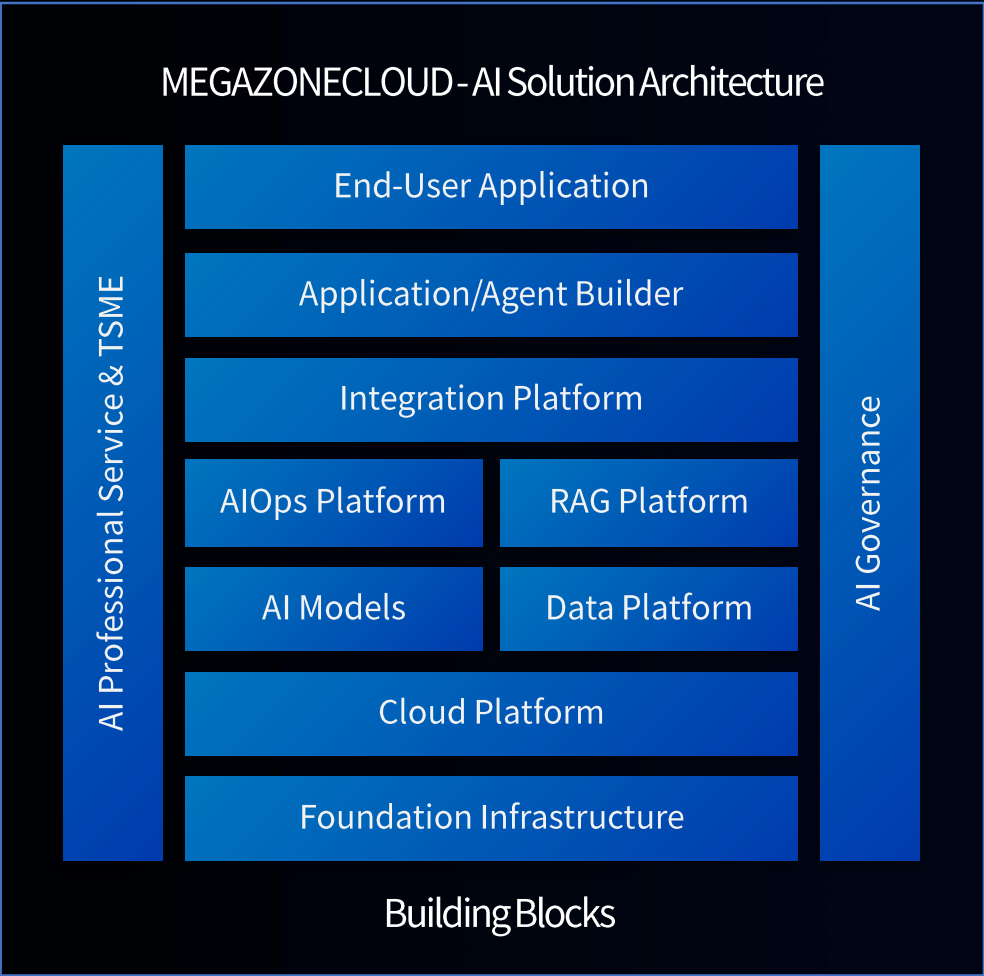 MEGAZONECLOUD - AI Solution Architecture
AI Professional Service & TSME
End-User Application
Application/Agent Builder
Integration Platform
AIOps Platform
RAG Platform
AI Models
Data Platform
Cloud Platform
Foundation Infrastructure
AI Governance
Building Blocks